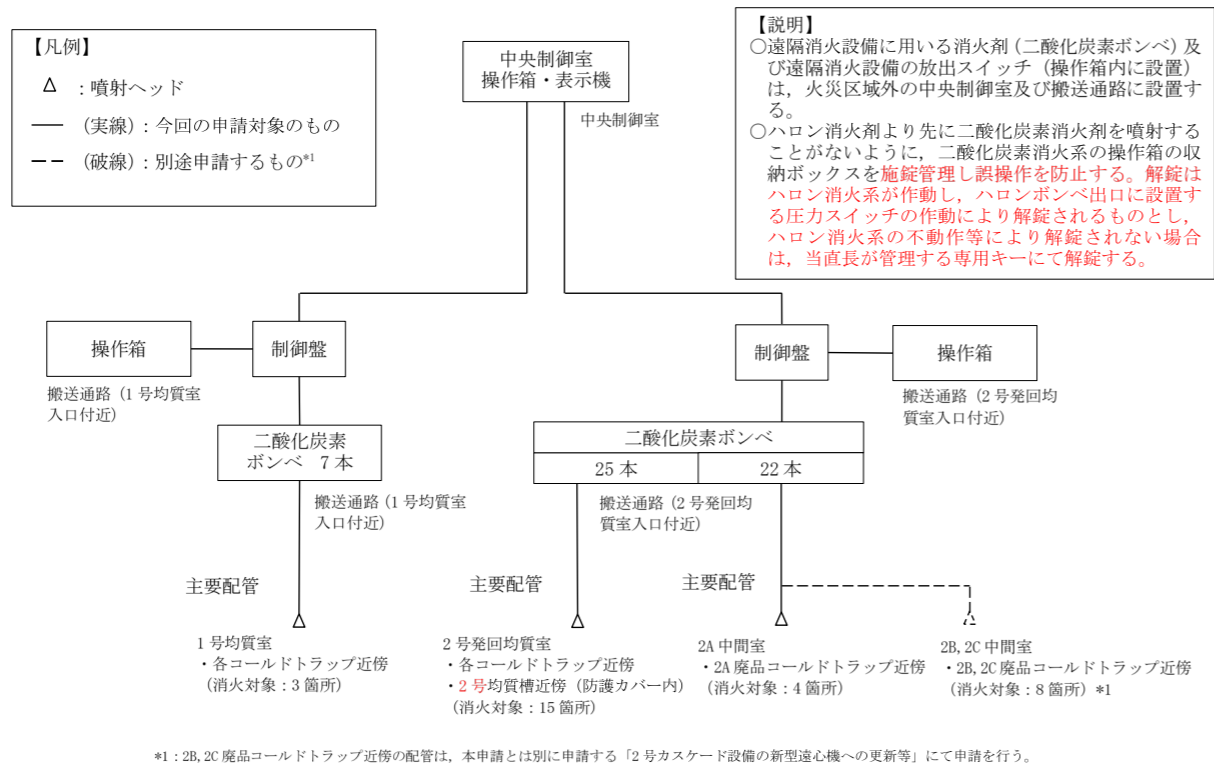 【凡例】
△ ：噴射ヘッド
── （実線）：今回の申請対象のもの
－－ （破線）：別途申請するもの*1
中央制御室
操作箱・表示機
中央制御室
【説明】
○遠隔消火設備に用いる消火剤（二酸化炭素ボンベ）及
び遠隔消火設備の放出スイッチ（操作箱内に設置）
は，火災区域外の中央制御室及び搬送通路に設置す
る。
○ハロン消火剤より先に二酸化炭素消火剤を噴射する
ことがないように，二酸化炭素消火系の操作箱の収
納ボックスを施錠管理し誤操作を防止する。解錠は
ハロン消火系が作動し，ハロンボンベ出口に設置す
る圧力スイッチの作動により解錠されるものとし，
ハロン消火系の不動作等により解錠されない場合
は，当直長が管理する専用キーにて解錠する。
操作箱
搬送通路（1号均質室
入口付近）
制御盤
制御盤
操作箱
搬送通路（2号発回均
質室入口付近）
二酸化炭素
ボンベ 7本
搬送通路（1号均質室
入口付近）
二酸化炭素ボンベ
25本
22本
搬送通路（2号発回均
質室入口付近）
主要配管
主要配管
主要配管
1号均質室
・各コールドトラップ近傍
（消火対象：3箇所）
2号発回均質室
・各コールドトラップ近傍
・2号均質槽近傍（防護カバー内）
（消火対象：15箇所）
2A中間室
・2A廃品コールドトラップ近傍
（消火対象：4箇所）
2B,2C中間室
・2B,2C廃品コールドトラップ近傍
（消火対象：8箇所）*1
*1：2B,2C廃品コールドトラップ近傍の配管は，本申請とは別に申請する「2号カスケード設備の新型遠心機への更新等」にて申請を行う。